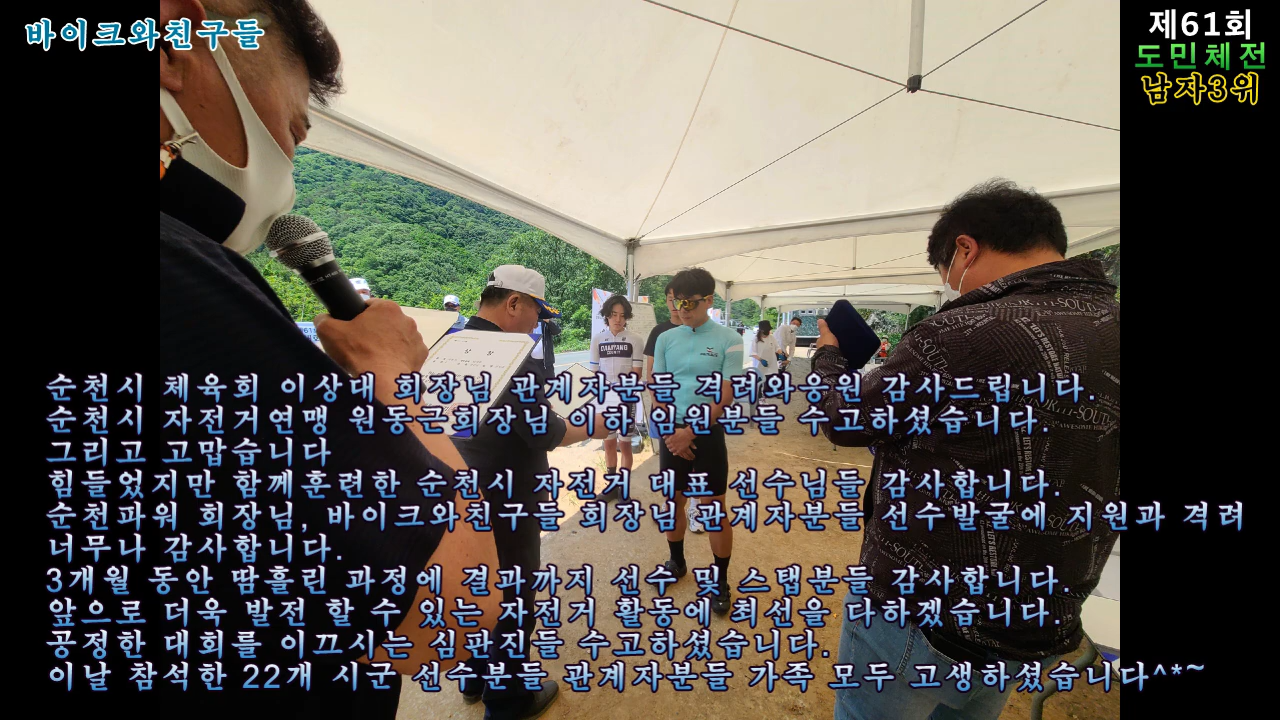 바이크와친구들
제61회
도민체전
남자3위
상장
DAMYANG
순천시 체육회 이상대 회장님 관계자분들 격려와응원 감사드립니다.
순천시 자전거연맹 원동근회장님 이하 임원분들 수고하셨습니다.
그리고 고맙습니다
힘들었지만 함께훈련한 순천시 자전거 대표 선수님들 감사합니다.
순천파워 회장님, 바이크와친구들 회장님 관계자분들 선수발굴에 지원과 격려
너무나 감사합니다.
3개월 동안 땀흘린 과정에 결과까지 선수 및 스탭분들 감사합니다.
앞으로 더욱 발전 할 수 있는 자전거 활동에 최선을 다하겠습니다.
공정한 대회를 이끄시는 심판진들 수고하셨습니다.
이날 참석한 22개 시군 선수분들 관계자분들 가족 모두 고생하셨습니다^*~